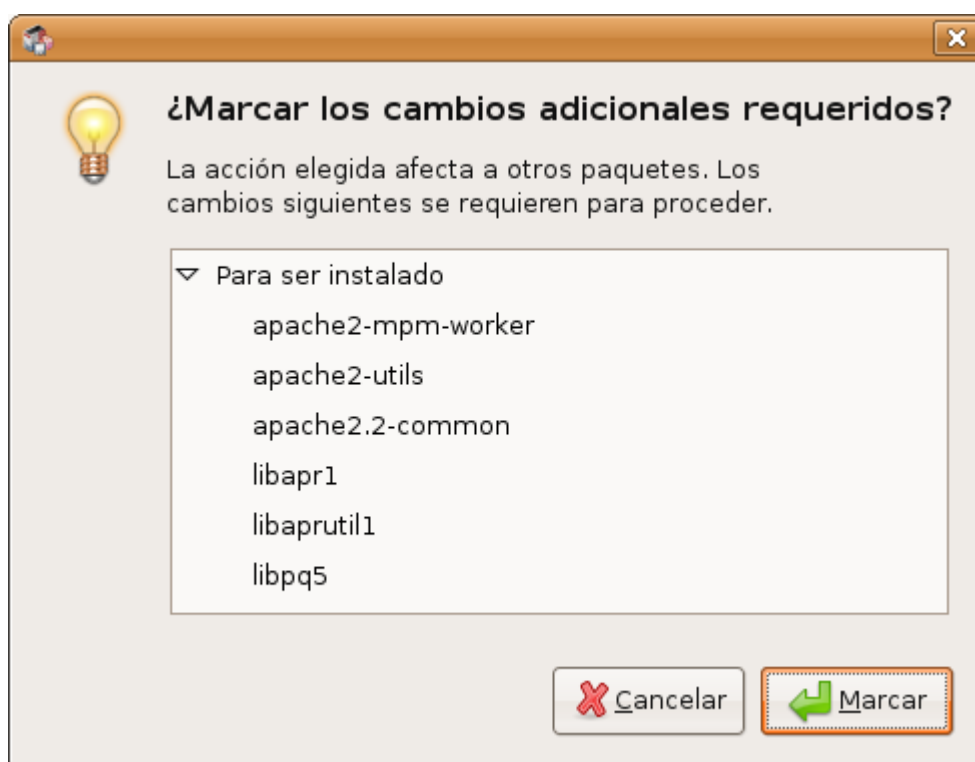 ¿Marcar los cambios adicionales requeridos?
La acción elegida afecta a otros paquetes. Los
cambios siguientes se requieren para proceder.
Para ser instalado
apache2-mpm-worker
apache2-utils
apache2.2-common
libapr1
libaprutil1
libpq5
Cancelar
Marcar